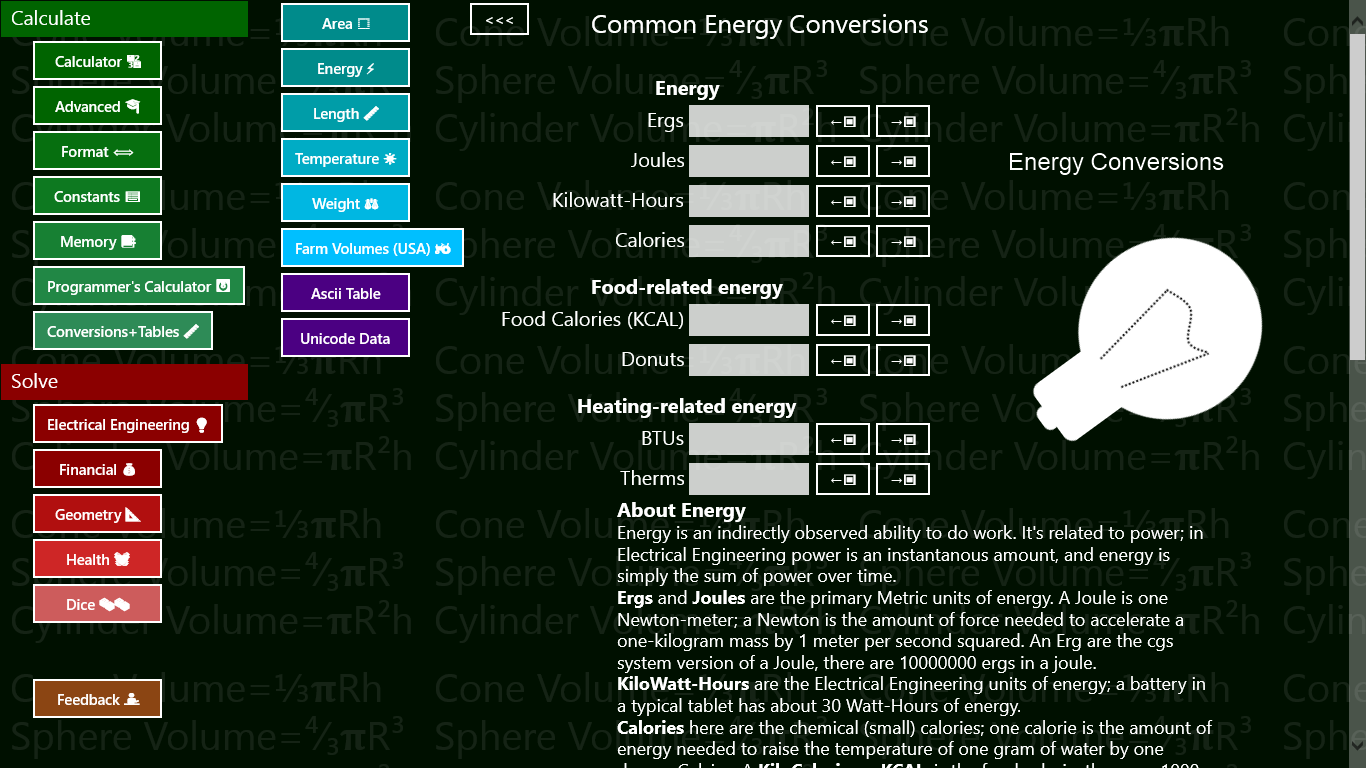 Calculate
Calculator
Advanced
Format
Constants
Memory
Programmer's Calculator
Conversions+Tables
Solve
Electrical Engineering
Financial
Geometry
Health
Dice
Feedback
Area
Energy
Length
Temperature
Weight
Farm Volumes (USA)
Ascii Table
Unicode Data
<<<
Common Energy Conversions
Energy
Ergs
Joules
Kilowatt-Hours
Calories
Food-related energy
Food Calories (KCAL)
Donuts
Heating-related energy
BTUs
Therms
About Energy
Energy is an indirectly observed ability to do work. It's related to power; in
Electrical Engineering power is an instantanous amount, and energy is
simply the sum of power over time.
Ergs and Joules are the primary Metric units of energy. A Joule is one
Newton-meter; a Newton is the amount of force needed to accelerate a
one-kilogram mass by 1 meter per second squared. An Erg are the cgs
system version of a Joule, there are 10000000 ergs in a joule.
KiloWatt-Hours are the Electrical Engineering units of energy; a battery in
a typical tablet has about 30 Watt-Hours of energy.
Calories here are the chemical (small) calories; one calorie is the amount of
energy needed to raise the temperature of one gram of water by one
Energy Conversions
Cone Volume=⅓πRh
Sphere Volume=⁴⁄₃πR³
Cylinder Volume=πR²h